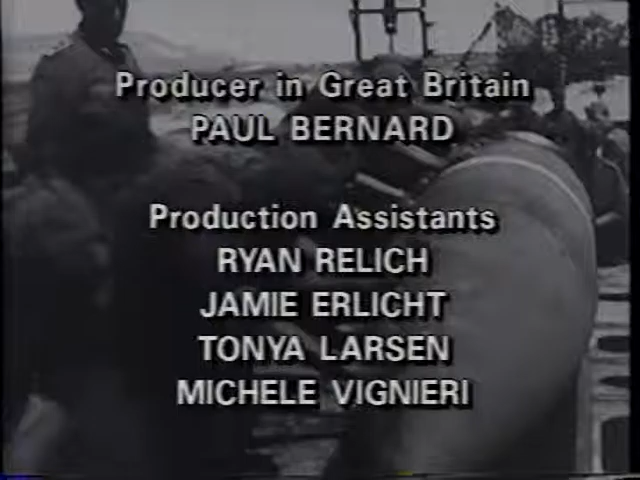 Producer in Great Britain
PAUL BERNARD
Production Assistants
RYAN RELICH
JAMIE ERLICHT
TONYA LARSEN
MICHELE VIGNIERI